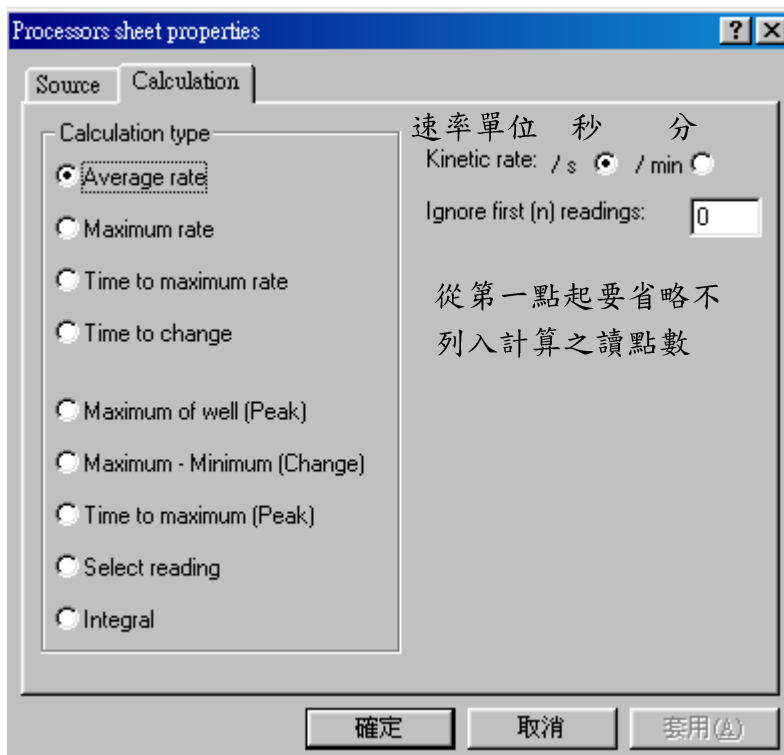 Processors sheet properties
Source Calculation
Calculation type
Average rate
Maximum rate
Time to maximum rate
Time to change
Maximum of well (Peak)
Maximum - Minimum (Change)
Time to maximum (Peak)
Select reading
Integral
速率單位 秒 分
Kinetic rate: / s / min
Ignore first (n) readings: 0
從第一點起要省略不
列入計算之讀點數
確定 取消 套用(A)